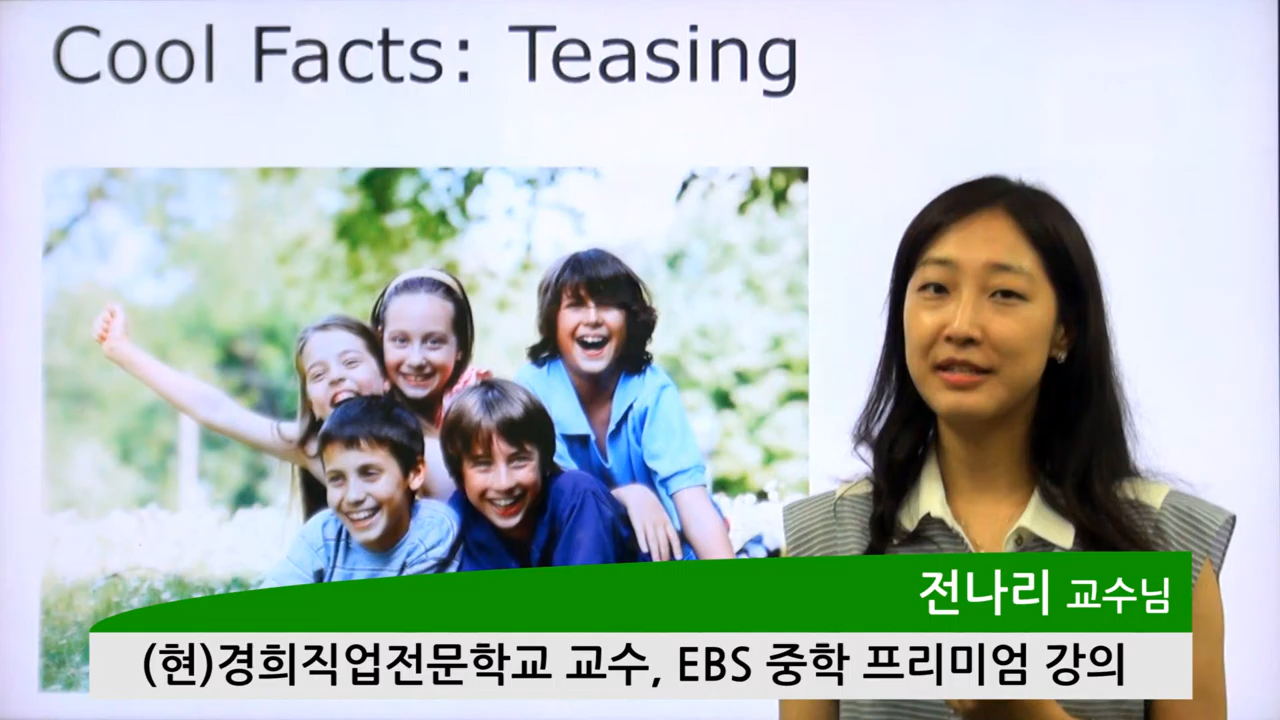 Cool Facts: Teasing
전나리 교수님
(현)경희직업전문학교 교수, EBS 중학 프리미엄 강의